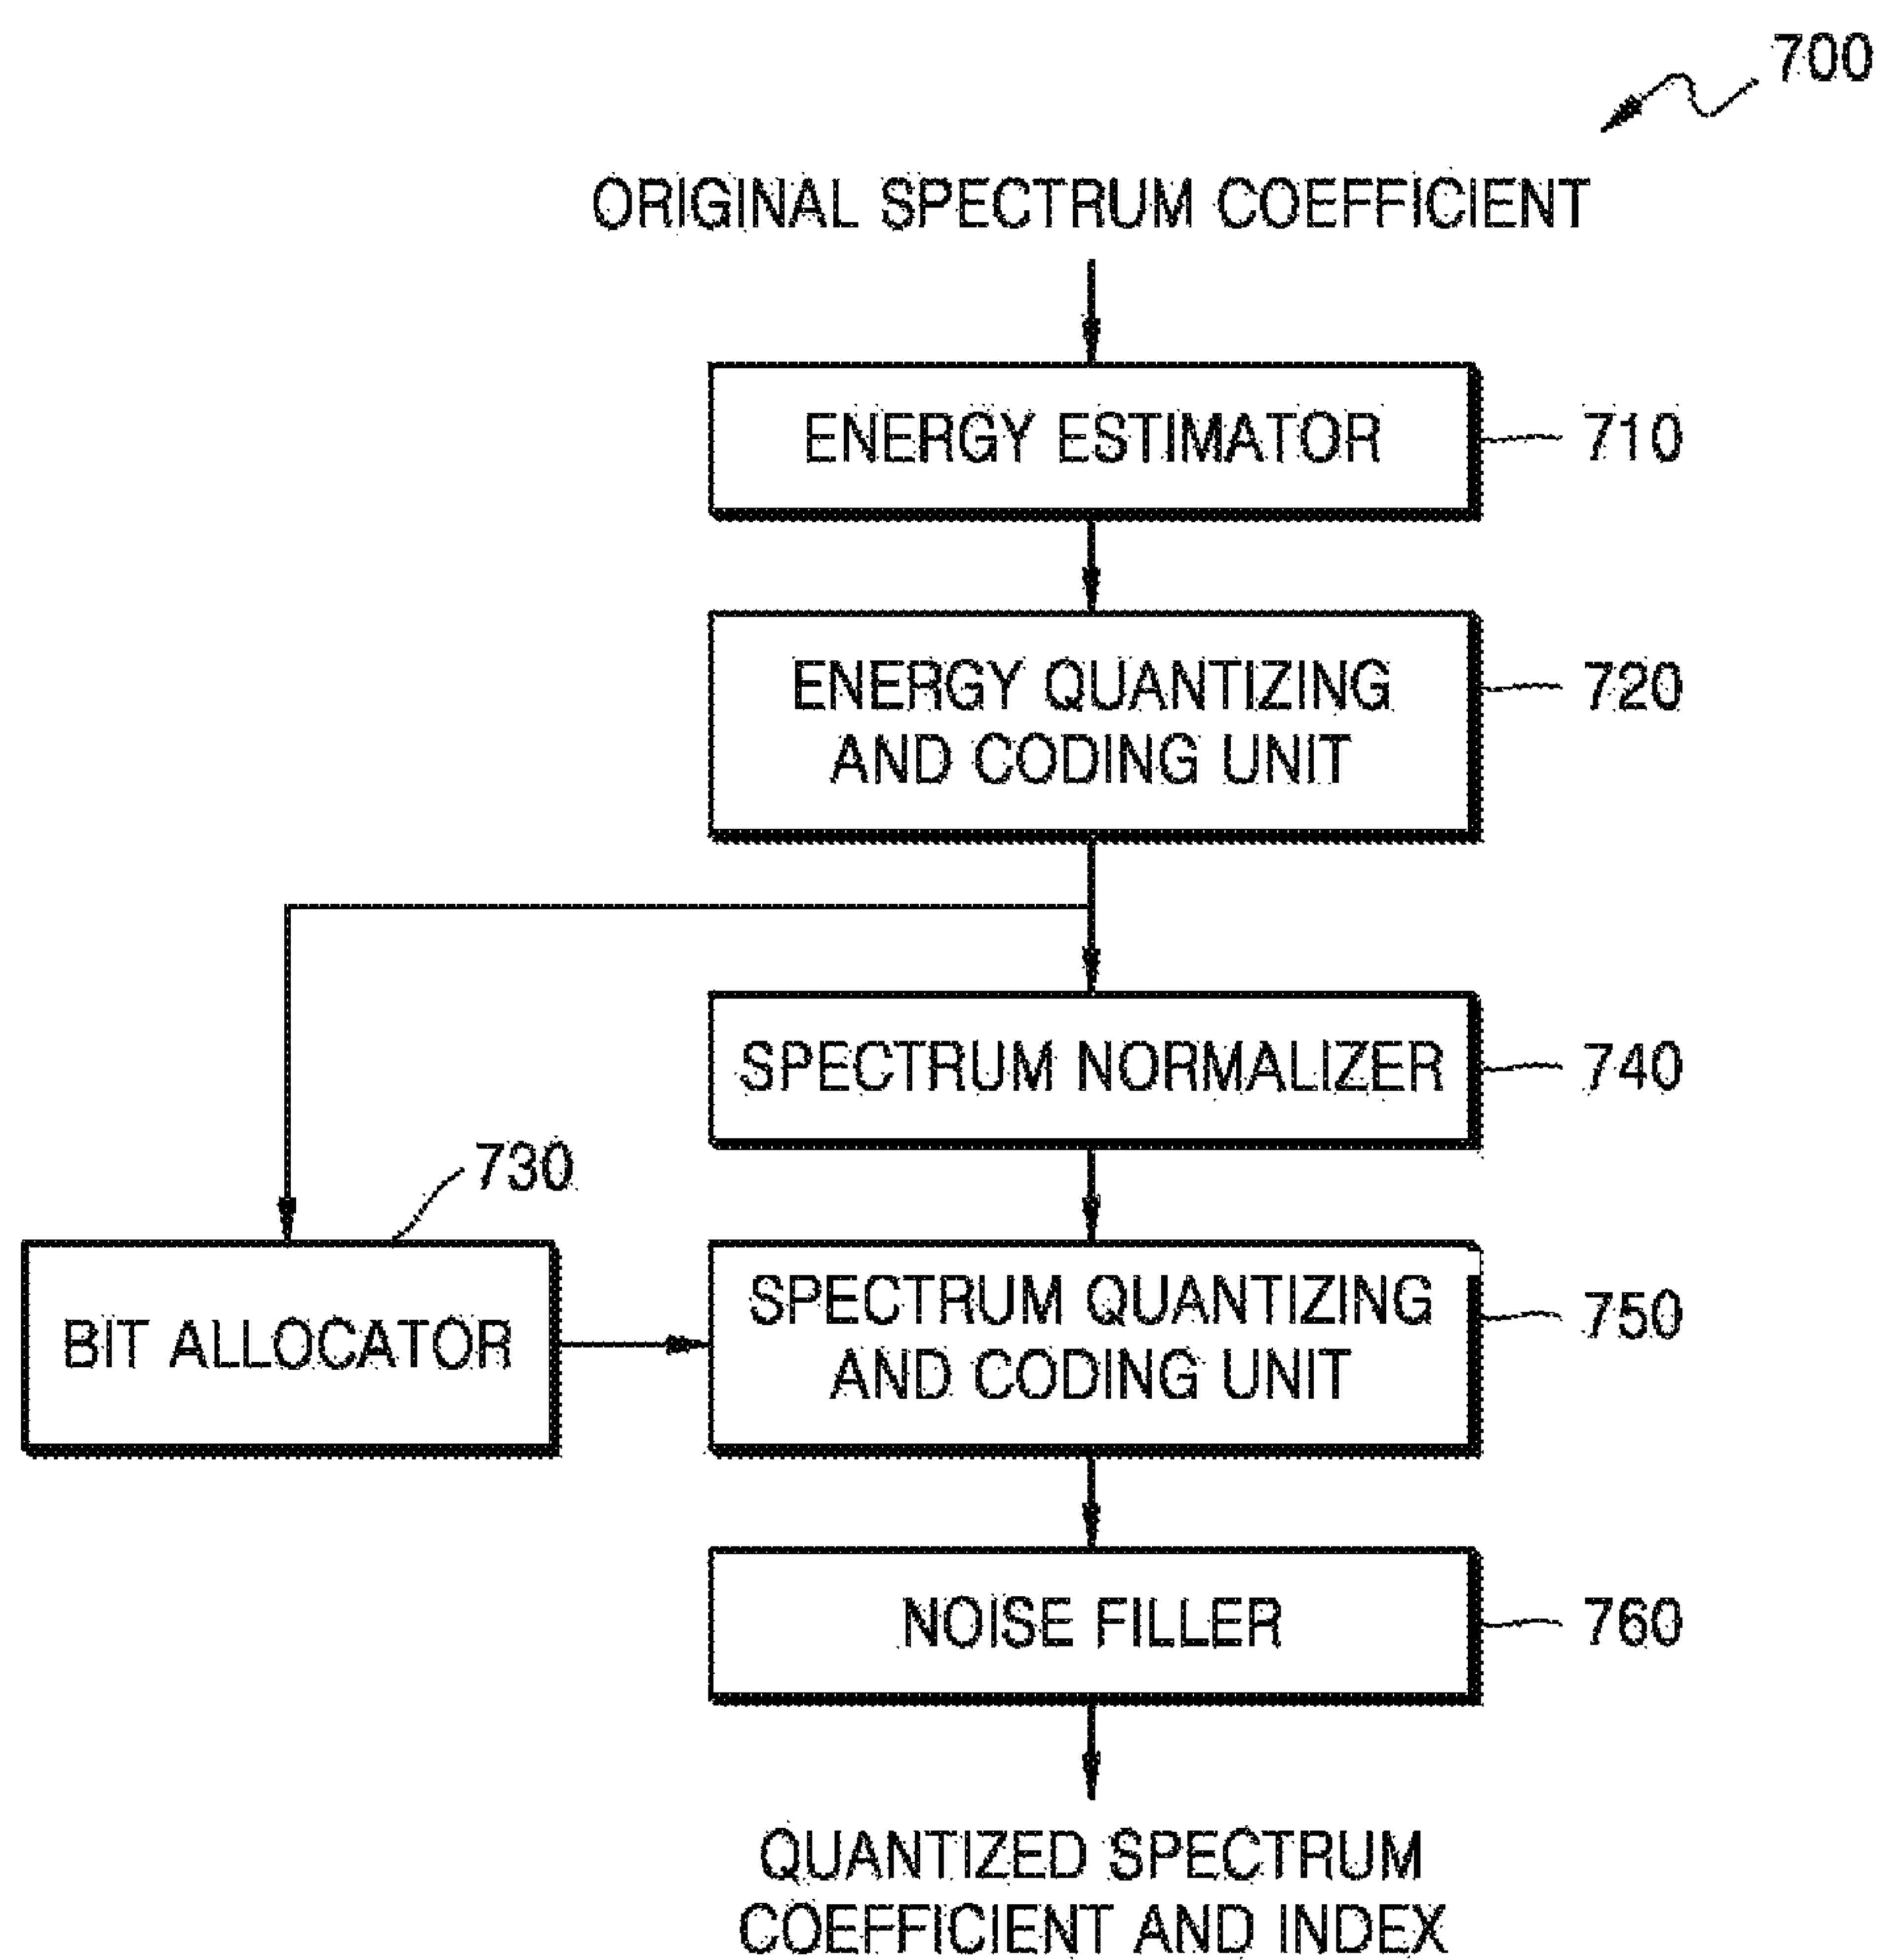 700
ORIGINAL SPECTRUM COEFFICIENT
ENERGY ESTIMATOR
710
ENERGY QUANTIZING
AND CODING UNIT
720
SPECTRUM NORMALIZER
740
730
BIT ALLOCATOR
SPECTRUM QUANTIZING
AND CODING UNIT
750
NOISE FILLER
760
QUANTIZED SPECTRUM
COEFFICIENT AND INDEX